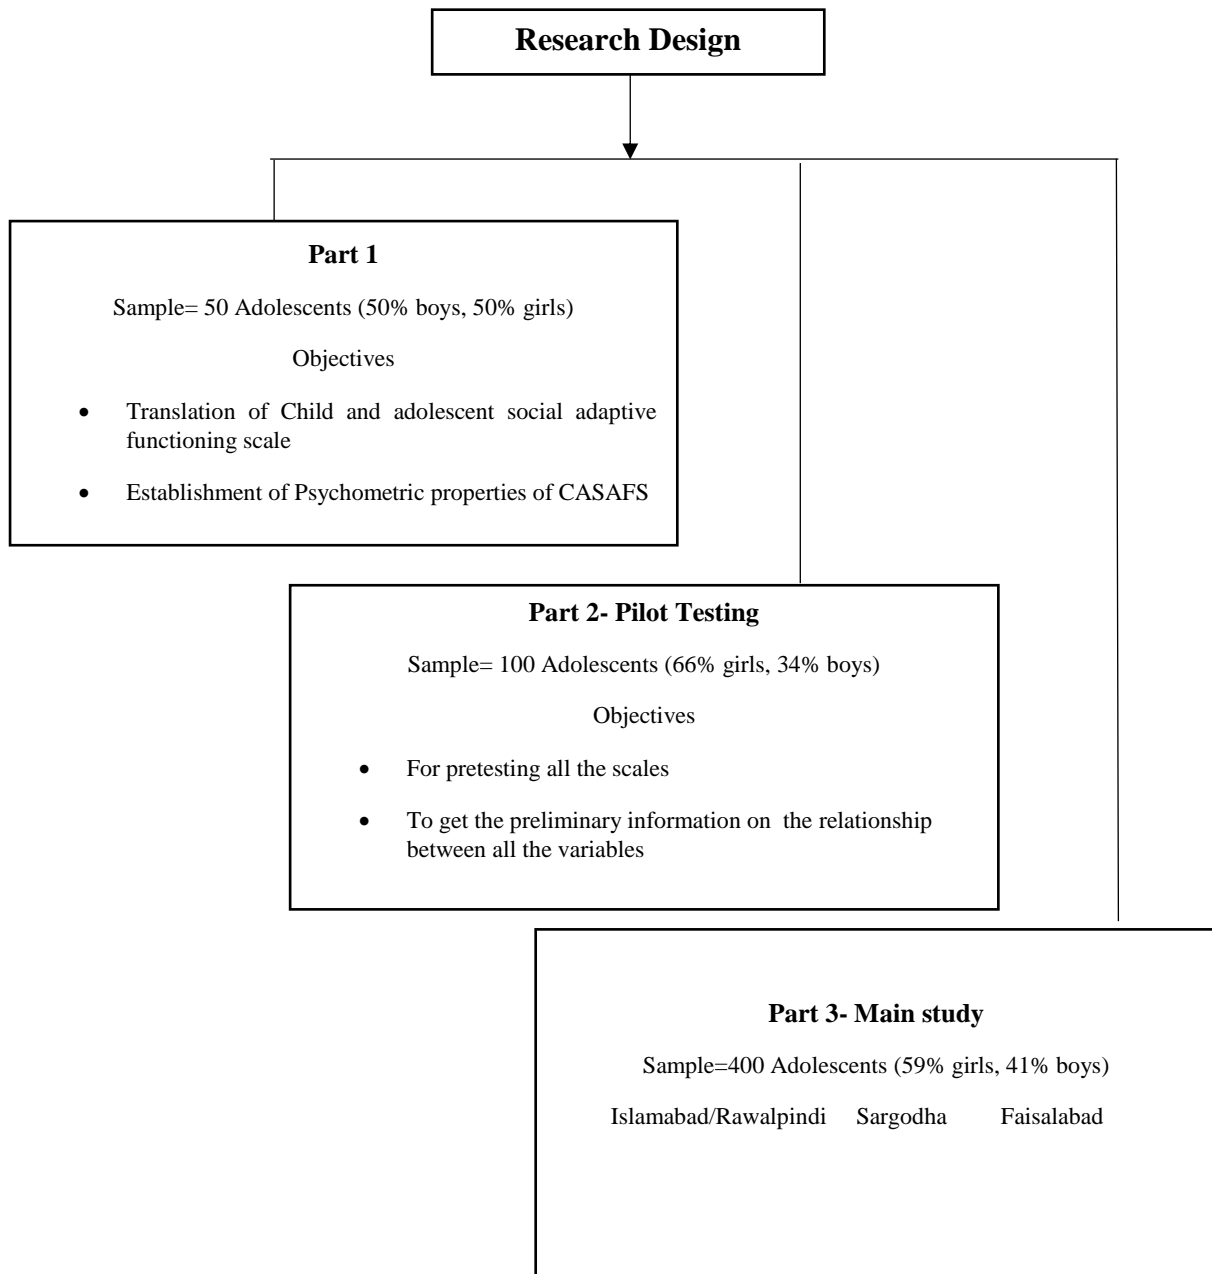 Research Design
Part 1
Sample= 50 Adolescents (50% boys, 50% girls)
Objectives
• Translation of Child and adolescent social adaptive
functioning scale
• Establishment of Psychometric properties of CASAFS
Part 2- Pilot Testing
Sample= 100 Adolescents (66% girls, 34% boys)
Objectives
• For pretesting all the scales
• To get the preliminary information on the relationship
between all the variables
Part 3- Main study
Sample=400 Adolescents (59% girls, 41% boys)
Islamabad/Rawalpindi Sargodha Faisalabad